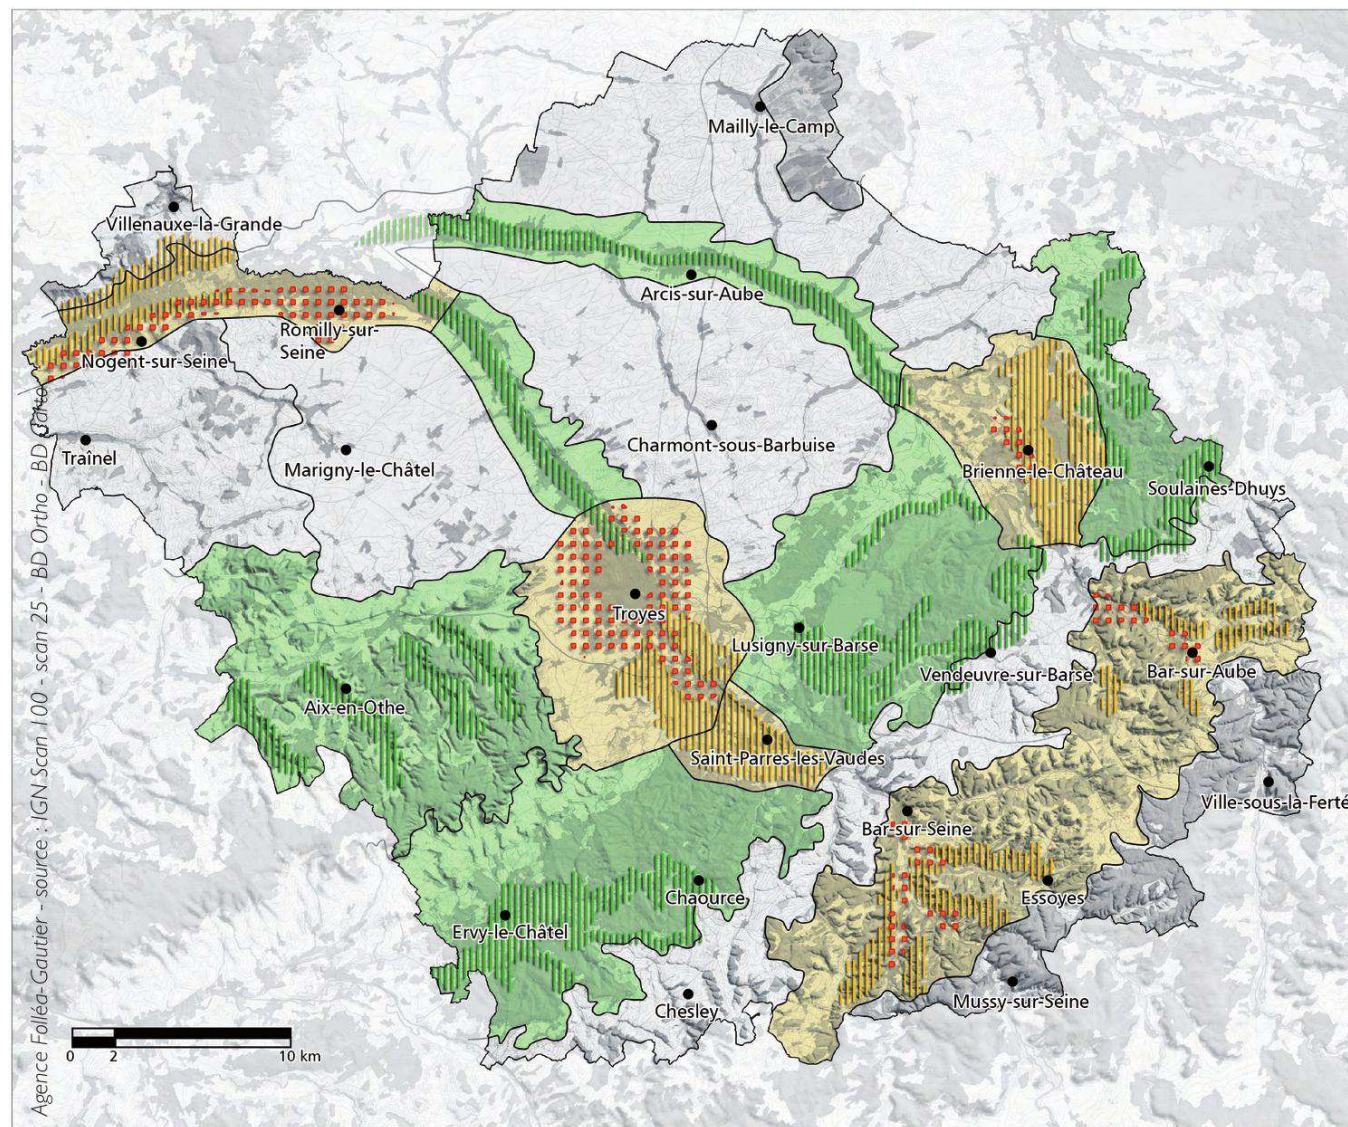 Mailly-le-Camp
Villenauxe-la-Grande
Arcis-sur-Aube
Romilly-sur-
Seine
Nogent-sur-Seine
Traînel
Marigny-le-Châtel
Charmont-sous-Barbuise
Brienne-le-Château
Soulaines-Dhuys
Troyes
Lusigny-sur-Barse
Vendeuvre-sur-Barse
Bar-sur-Aube
Aix-en-Othe
Saint-Parres-les-Vaudes
Ville-sous-la-Ferté
Bar-sur-Seine
Chaource
Essoyes
Ervy-le-Châtel
Chesley
Mussy-sur-Seine
0 2 10 km
Agence Folléa-Gautier - source : IGN Scan 100 - scan 25 - BD Ortho - BD Carto